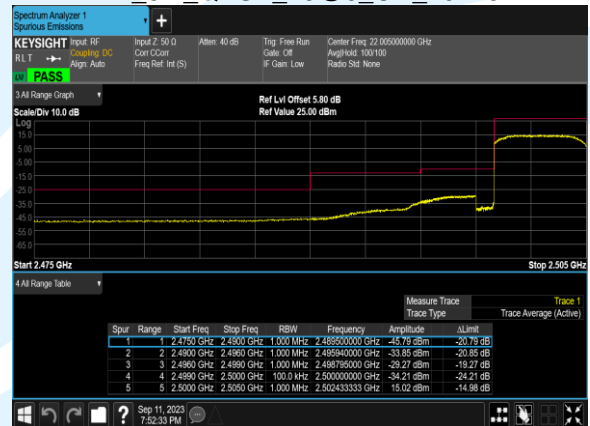 Spectrum Analyzer 1
Spurious Emissions
KEYSIGHT Input: RF Input Z: 50 Ω Atten: 40 dB Trig: Free Run Center Freq: 22.005000000 GHz
RLT Coupling: DC Corr CCorr Gate: Off Avg|Hold: 100/100
Align: Auto Freq Ref: Int (S) IF Gain: Low Radio Std: None
LV PASS
3 All Range Graph
Ref Lvl Offset 5.80 dB
Scale/Div 10.0 dB Ref Value 25.00 dBm
Log
15.0
5.00
-5.00
-15.0
-25.0
-35.0
-45.0
-55.0
-65.0
Start 2.475 GHz Stop 2.505 GHz
4 All Range Table
Measure Trace Trace 1
Trace Type Trace Average (Active)
Spur Range Start Freq Stop Freq RBW Frequency Amplitude ΔLimit
1 1 2.4750 GHz 2.4900 GHz 1.000 MHz 2.489500000 GHz -45.79 dBm -20.79 dB
2 2 2.4900 GHz 2.4960 GHz 1.000 MHz 2.495940000 GHz -33.85 dBm -20.85 dB
3 3 2.4960 GHz 2.4990 GHz 1.000 MHz 2.498795000 GHz -29.27 dBm -19.27 dB
4 4 2.4990 GHz 2.5000 GHz 100.0 kHz 2.500000000 GHz -34.21 dBm -24.21 dB
5 5 2.5000 GHz 2.5050 GHz 1.000 MHz 2.502433333 GHz 15.02 dBm -14.98 dB
? Sep 11, 2023
7:52:33 PM